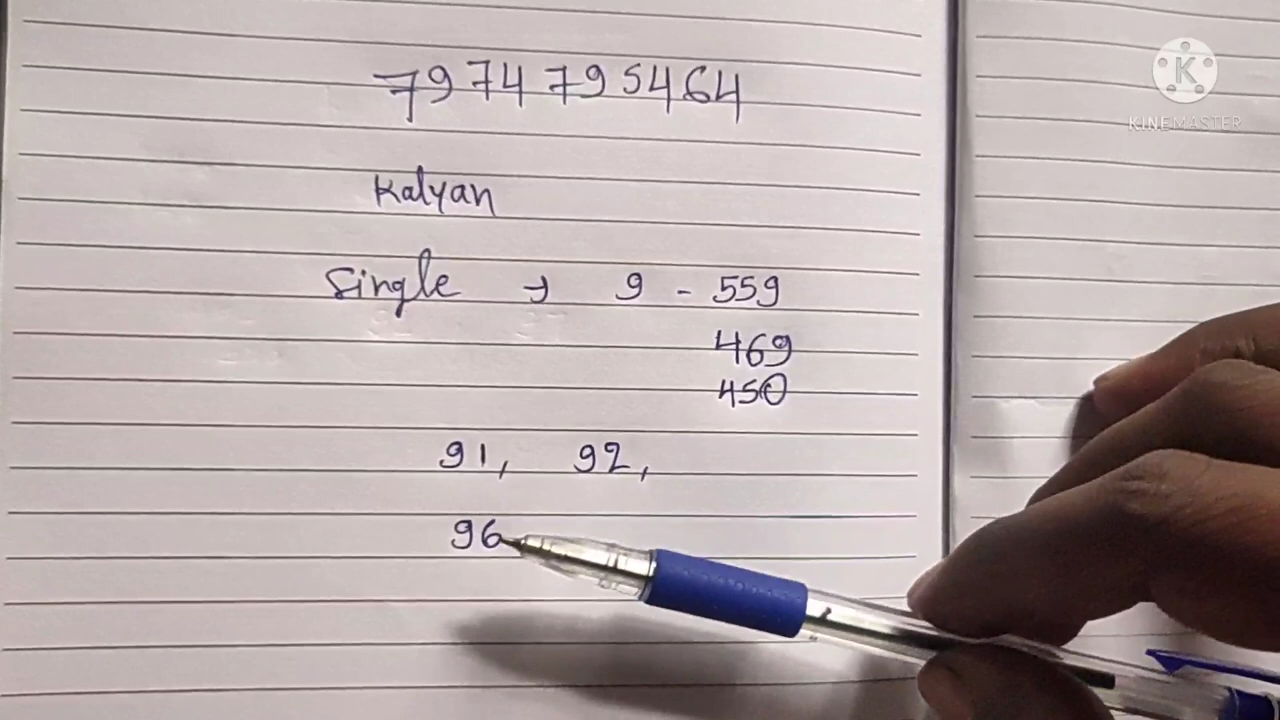 7974795464
Kalyan
Single → 9 - 559
469
450
91, 92,
96
K
KINEMASTER